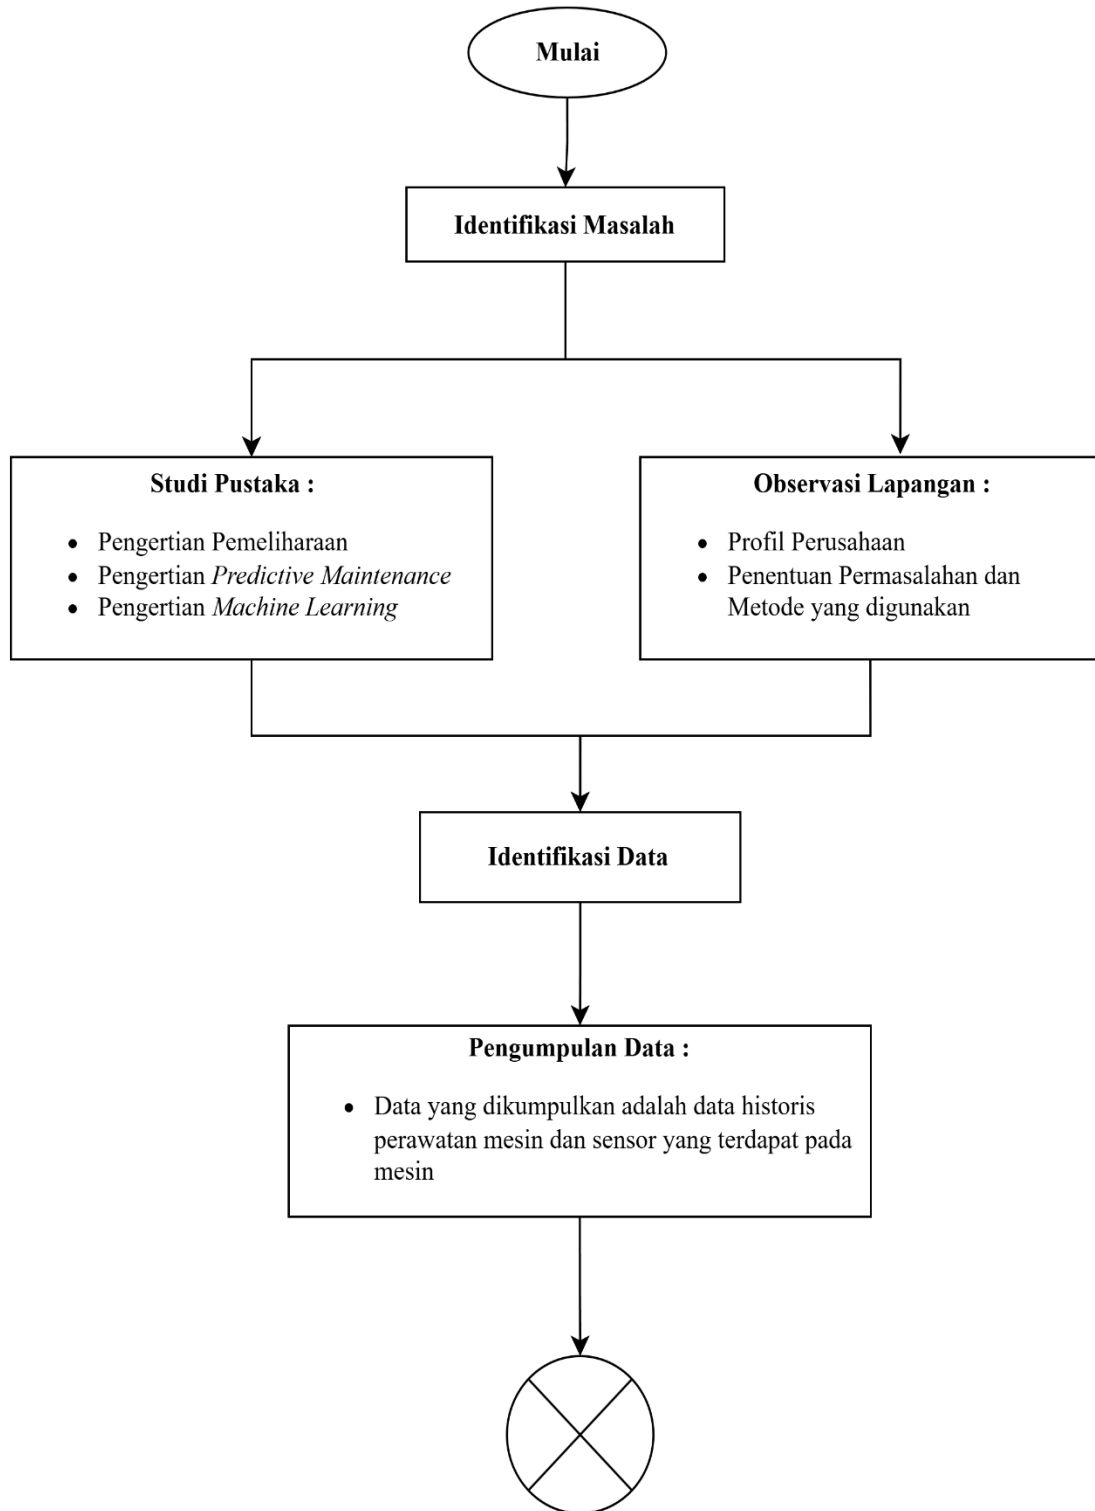 Mulai
Identifikasi Masalah
Studi Pustaka :
• Pengertian Pemeliharaan
• Pengertian Predictive Maintenance
• Pengertian Machine Learning
Observasi Lapangan :
• Profil Perusahaan
• Penentuan Permasalahan dan
Metode yang digunakan
Identifikasi Data
Pengumpulan Data :
• Data yang dikumpulkan adalah data historis
perawatan mesin dan sensor yang terdapat pada
mesin